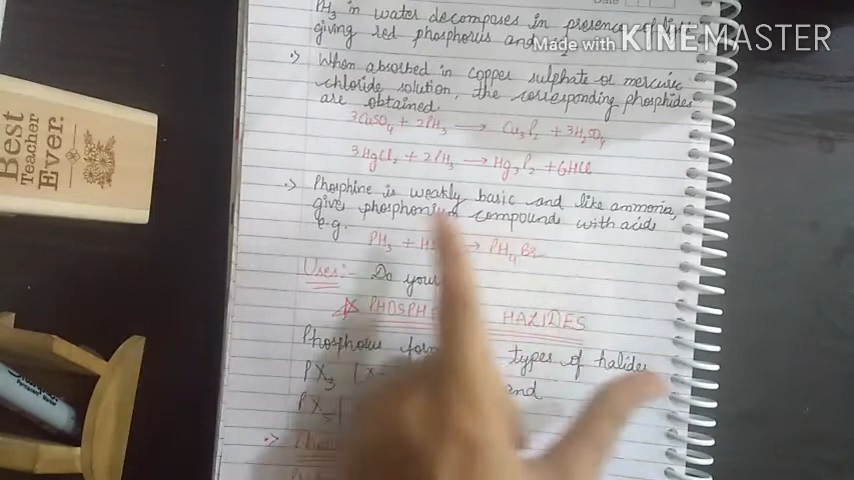 PH3 in water decomposes in presence of
giving red phosphorus and
Made with KINEMASTER
·) When absorbed in copper sulphate or mercuric
chloride solution, the corresponding phosphides
are obtained.
3CuSO4 + 2PH3 → Cu3P2 + 3H2SO4
3HgCl2 + 2PH3 → Hg3P2 + 6HCl
·) Phosphine is weakly basic and like ammonia,
gives phosphonium compounds with acids
e.g.
PH3 + H → PH4Br
Uses:- Do your
PHOSPH HALIDES
Phosphorus types of halides
PX3 [X
PX5 [ and
Best
Teacher
Ever.